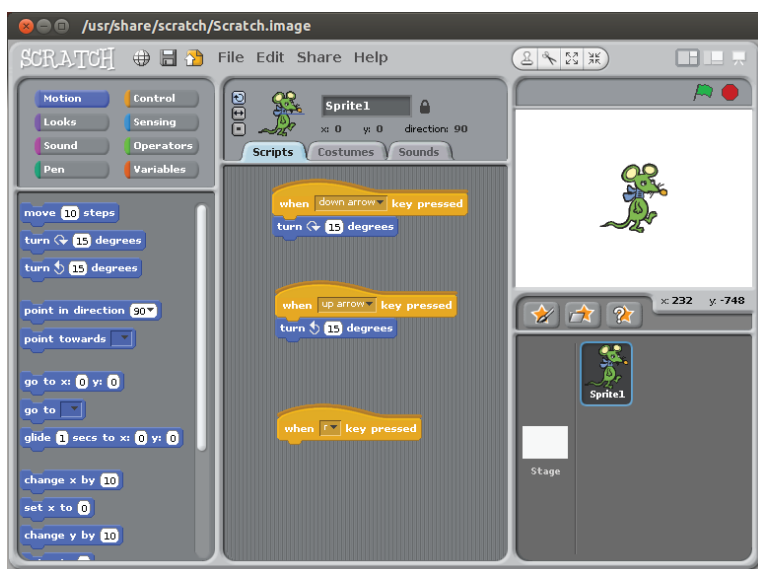 /usr/share/scratch/Scratch.image
SCRATCH File Edit Share Help
Motion Control
Looks Sensing
Sound Operators
Pen Variables
move 10 steps
turn 15 degrees
turn 15 degrees
point in direction 90
point towards
go to x: 0 y: 0
go to
glide 1 secs to x: 0 y: 0
change x by 10
set x to 0
change y by 10
Sprite1
x: 0 y: 0 direction: 90
Scripts Costumes Sounds
when down arrow key pressed
turn 15 degrees
when up arrow key pressed
turn 15 degrees
when r key pressed
x: 232 y: -748
Sprite1
Stage